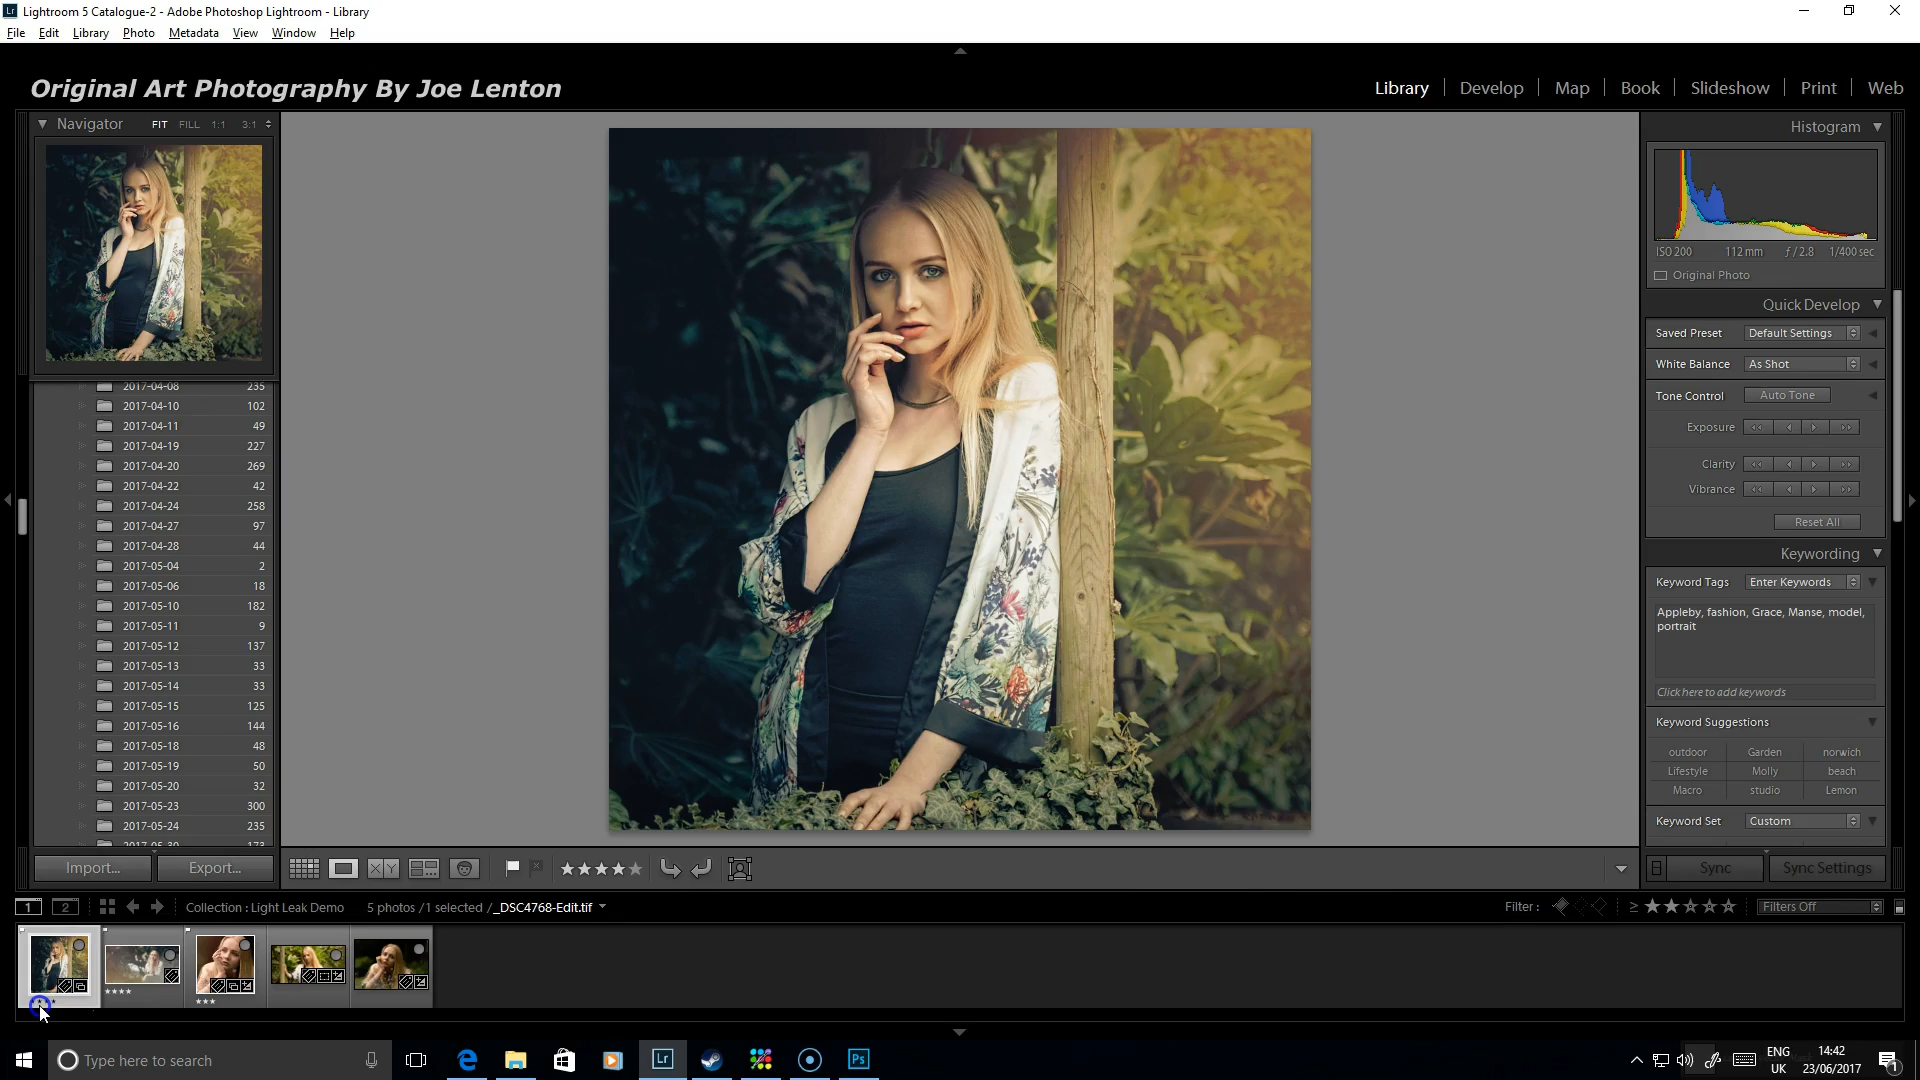 Lr Lightroom 5 Catalogue-2 - Adobe Photoshop Lightroom - Library
File Edit Library Photo Metadata View Window Help
Original Art Photography By Joe Lenton
Library Develop Map Book Slideshow Print Web
Navigator FIT FILL 1:1 3:1
2017-04-08 235
2017-04-10 102
2017-04-11 49
2017-04-19 227
2017-04-20 269
2017-04-22 42
2017-04-24 258
2017-04-27 97
2017-04-28 44
2017-05-04 2
2017-05-06 18
2017-05-10 182
2017-05-11 9
2017-05-12 137
2017-05-13 33
2017-05-14 33
2017-05-15 125
2017-05-16 144
2017-05-18 48
2017-05-19 50
2017-05-20 32
2017-05-23 300
2017-05-24 235
Import... Export...
Histogram
ISO 200 112 mm ƒ / 2.8 1/400 sec
Original Photo
Quick Develop
Saved Preset Default Settings
White Balance As Shot
Tone Control Auto Tone
Exposure
Clarity
Vibrance
Reset All
Keywording
Keyword Tags Enter Keywords
Appleby, fashion, Grace, Manse, model,
portrait
Click here to add keywords
Keyword Suggestions
outdoor Garden norwich
Lifestyle Molly beach
Macro studio Lemon
Keyword Set Custom
Sync Sync Settings
X Y
1 2 Collection : Light Leak Demo 5 photos / 1 selected / _DSC4768-Edit.tif Filter : ≥ Filters Off
Type here to search Lr Ps
ENG 14:42
UK 23/06/2017 1